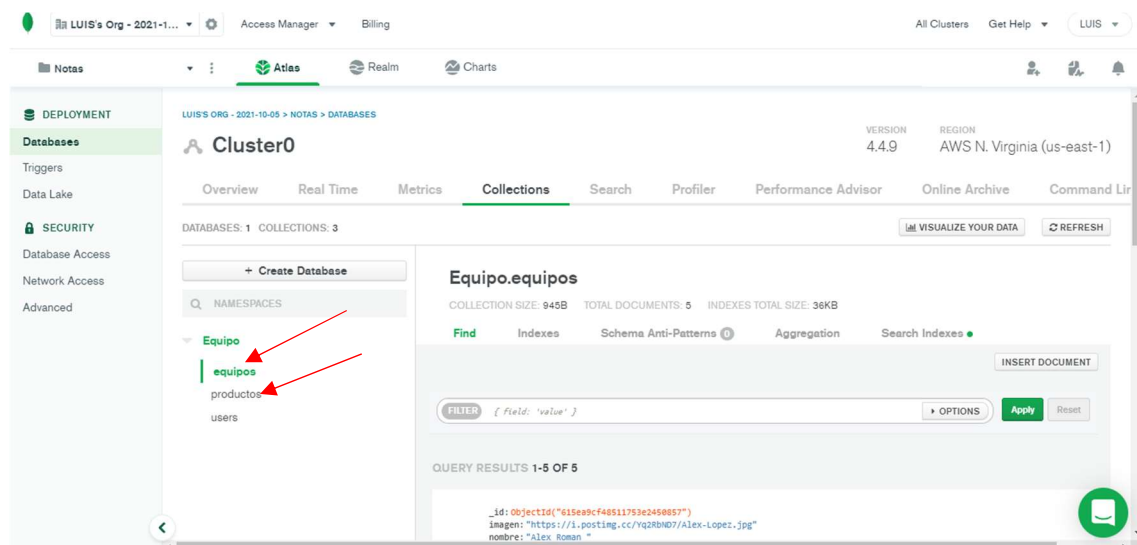 LUIS's Org - 2021-1... Access Manager Billing All Clusters Get Help LUIS
Notas Atlas Realm Charts
DEPLOYMENT
Databases
Triggers
Data Lake
SECURITY
Database Access
Network Access
Advanced
LUIS'S ORG - 2021-10-05 > NOTAS > DATABASES
Cluster0
VERSION
4.4.9
REGION
AWS N. Virginia (us-east-1)
Overview Real Time Metrics Collections Search Profiler Performance Advisor Online Archive Command Lin
DATABASES: 1 COLLECTIONS: 3
VISUALIZE YOUR DATA REFRESH
+ Create Database
NAMESPACES
Equipo
equipos
productos
users
Equipo.equipos
COLLECTION SIZE: 945B TOTAL DOCUMENTS: 5 INDEXES TOTAL SIZE: 36KB
Find Indexes Schema Anti-Patterns 0 Aggregation Search Indexes
INSERT DOCUMENT
FILTER { field: 'value' } OPTIONS Apply Reset
QUERY RESULTS 1-5 OF 5
_id: ObjectId("615ea9cf48511753e2450857")
imagen: "https://i.postimg.cc/Yq2RbND7/Alex-Lopez.jpg"
nombre: "Alex Roman "